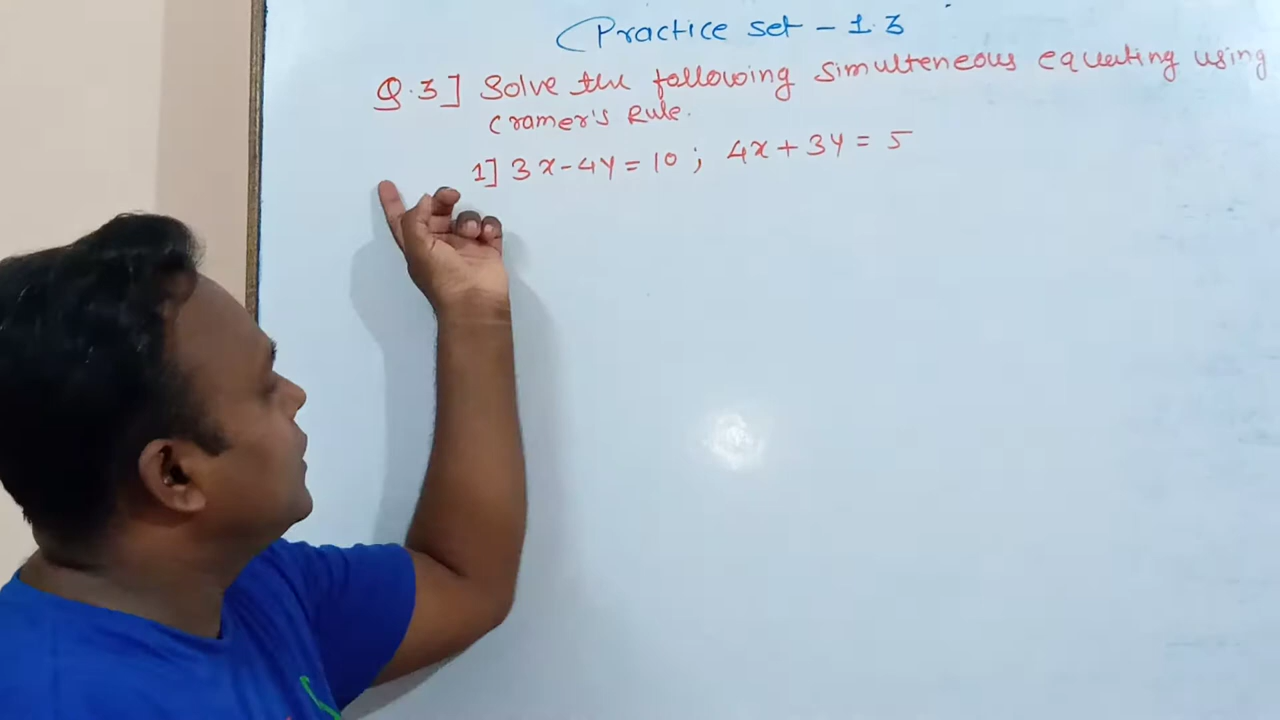 Practice set - 1.3
Q.3] Solve the following simulteneous equating using
Cramer's Rule.
1] 3x-4y=10; 4x+3y=5